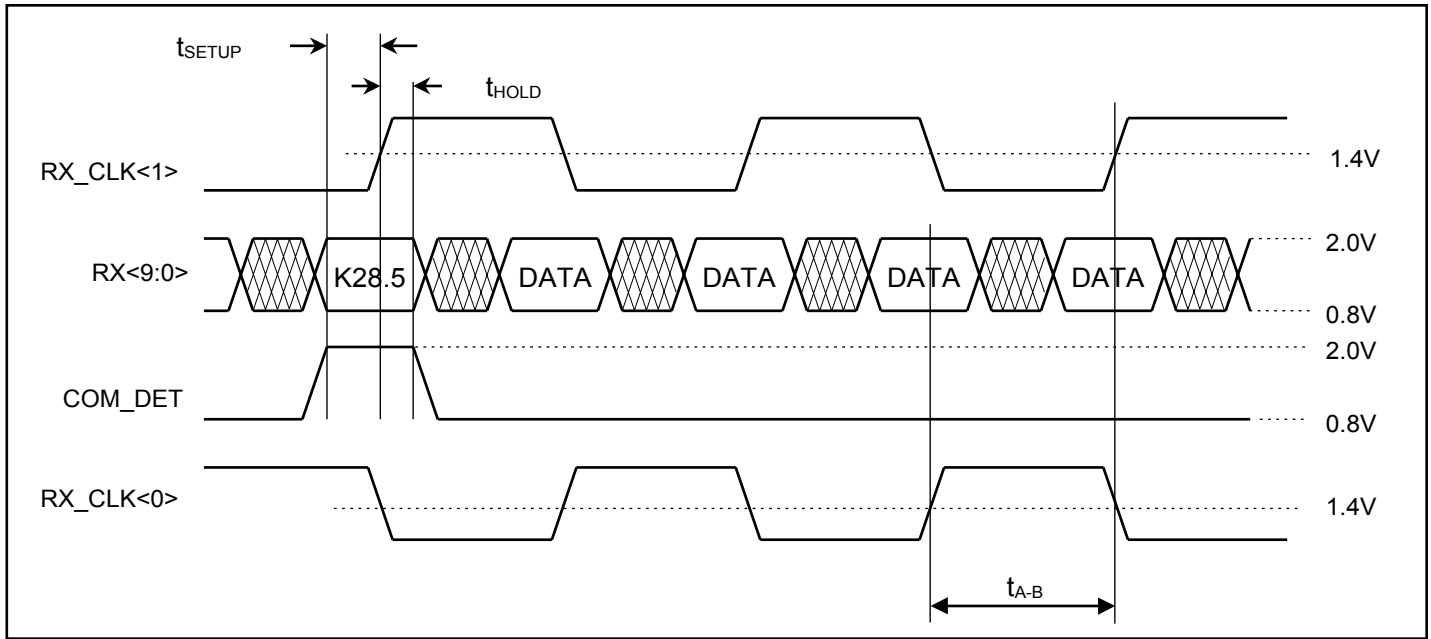 tSETUP
tHOLD
RX_CLK<1>
1.4V
RX<9:0>
K28.5 DATA DATA DATA DATA
2.0V
0.8V
2.0V
COM_DET
0.8V
RX_CLK<0>
1.4V
tA-B